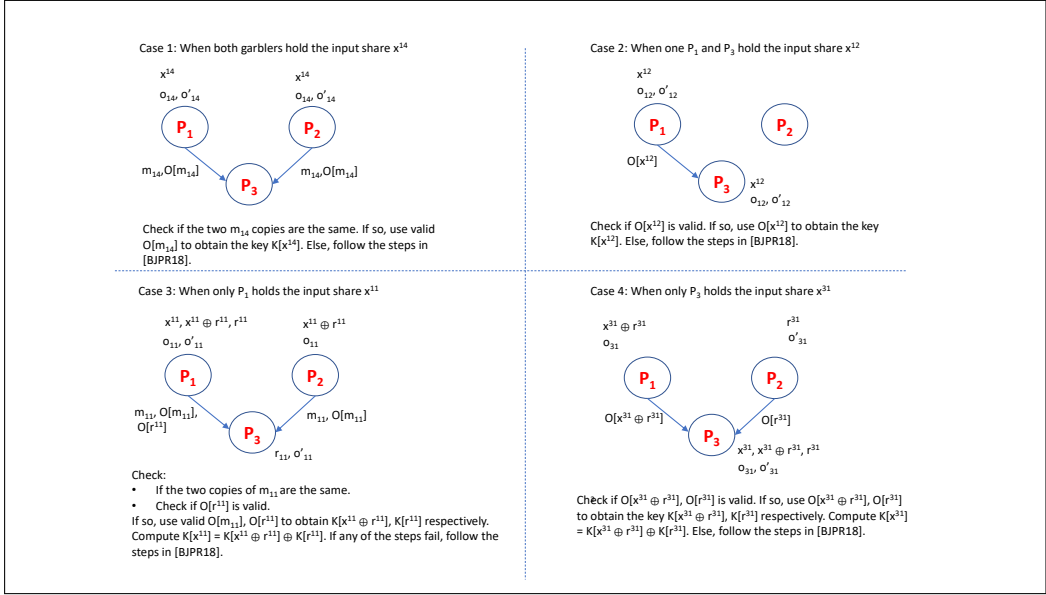 Case 1: When both garblers hold the input share x¹⁴
x¹⁴
o₁₄, o'₁₄
P₁
x¹⁴
o₁₄, o'₁₄
P₂
m₁₄,O[m₁₄]
m₁₄,O[m₁₄]
P₃
Check if the two m₁₄ copies are the same. If so, use valid
O[m₁₄] to obtain the key K[x¹⁴]. Else, follow the steps in
[BJPR18].
Case 2: When one P₁ and P₃ hold the input share x¹²
x¹²
o₁₂, o'₁₂
P₁
P₂
O[x¹²]
P₃
x¹²
o₁₂, o'₁₂
Check if O[x¹²] is valid. If so, use O[x¹²] to obtain the key
K[x¹²]. Else, follow the steps in [BJPR18].
Case 3: When only P₁ holds the input share x¹¹
x¹¹, x¹¹ ⊕ r¹¹, r¹¹
o₁₁, o'₁₁
P₁
x¹¹ ⊕ r¹¹
o₁₁
P₂
m₁₁, O[m₁₁],
O[r¹¹]
m₁₁, O[m₁₁]
P₃
r₁₁, o'₁₁
Check:
• If the two copies of m₁₁ are the same.
• Check if O[r¹¹] is valid.
If so, use valid O[m₁₁], O[r¹¹] to obtain K[x¹¹ ⊕ r¹¹], K[r¹¹] respectively.
Compute K[x¹¹] = K[x¹¹ ⊕ r¹¹] ⊕ K[r¹¹]. If any of the steps fail, follow the
steps in [BJPR18].
Case 4: When only P₃ holds the input share x³¹
x³¹ ⊕ r³¹
o₃₁
P₁
r³¹
o'₃₁
P₂
O[x³¹ ⊕ r³¹]
O[r³¹]
P₃
x³¹, x³¹ ⊕ r³¹, r³¹
o₃₁, o'₃₁
Check if O[x³¹ ⊕ r³¹], O[r³¹] is valid. If so, use O[x³¹ ⊕ r³¹], O[r³¹]
to obtain the key K[x³¹ ⊕ r³¹], K[r³¹] respectively. Compute K[x³¹]
= K[x³¹ ⊕ r³¹] ⊕ K[r³¹]. Else, follow the steps in [BJPR18].